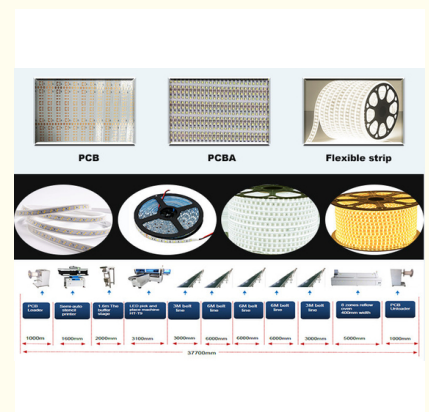 PCB
PCBA
Flexible strip
PCB Loader
Semi-auto stencil printer
1.6m The buffer stage
LED pick and place machine HT-T9
3M belt line
6M belt line
6M belt line
6M belt line
3M belt line
6 zones reflow oven 400mm width
PCB Unloader
1000m
1600mm
2000mm
3100mm
3000mm
6000mm
6000mm
6000mm
3000mm
5000mm
1000mm
37700mm